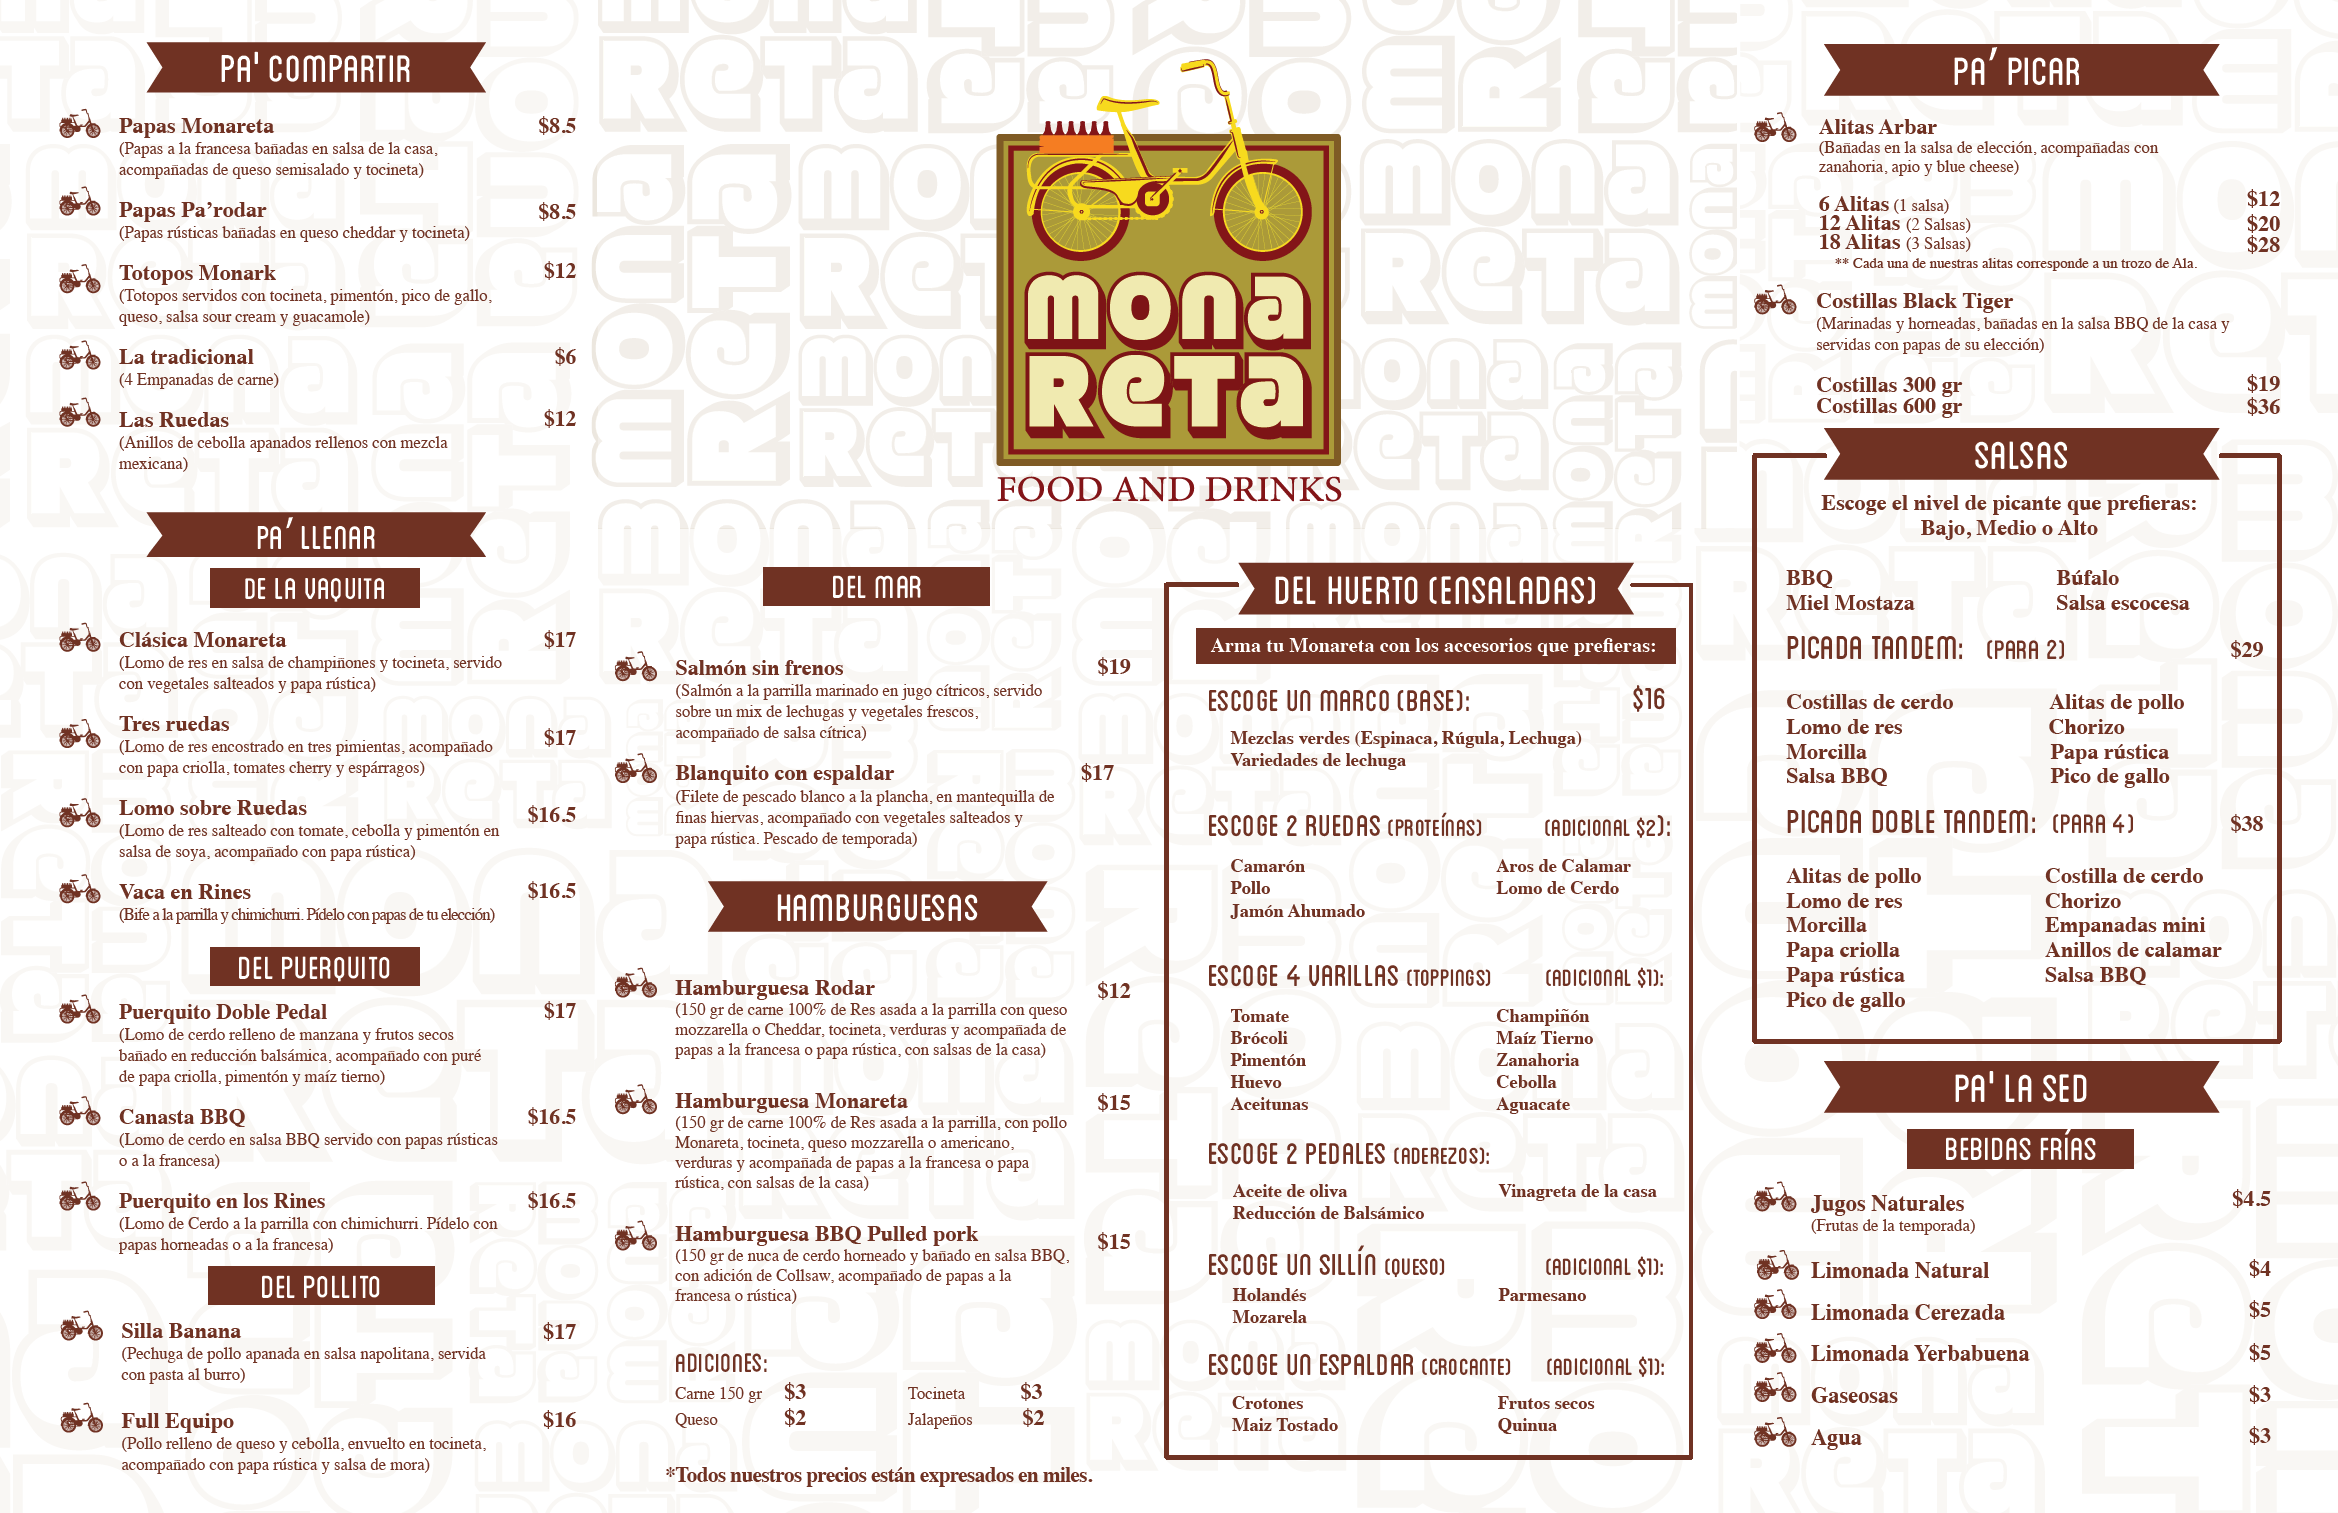 PA' COMPARTIR
Papas Monareta $8.5
(Papas a la francesa bañadas en salsa de la casa,
acompañadas de queso semisalado y tocineta)
Papas Pa’rodar $8.5
(Papas rústicas bañadas en queso cheddar y tocineta)
Totopos Monark $12
(Totopos servidos con tocineta, pimentón, pico de gallo,
queso, salsa sour cream y guacamole)
La tradicional $6
(4 Empanadas de carne)
Las Ruedas $12
(Anillos de cebolla apanados rellenos con mezcla
mexicana)
PA´ LLENAR
DE LA VAQUITA
Clásica Monareta $17
(Lomo de res en salsa de champiñones y tocineta, servido
con vegetales salteados y papa rústica)
Tres ruedas $17
(Lomo de res encostrado en tres pimientas, acompañado
con papa criolla, tomates cherry y espárragos)
Lomo sobre Ruedas $16.5
(Lomo de res salteado con tomate, cebolla y pimentón en
salsa de soya, acompañado con papa rústica)
Vaca en Rines $16.5
(Bife a la parrilla y chimichurri. Pídelo con papas de tu elección)
DEL PUERQUITO
Puerquito Doble Pedal $17
(Lomo de cerdo relleno de manzana y frutos secos
bañado en reducción balsámica, acompañado con puré
de papa criolla, pimentón y maíz tierno)
Canasta BBQ $16.5
(Lomo de cerdo en salsa BBQ servido con papas rústicas
o a la francesa)
Puerquito en los Rines $16.5
(Lomo de Cerdo a la parrilla con chimichurri. Pídelo con
papas horneadas o a la francesa)
DEL POLLITO
Silla Banana $17
(Pechuga de pollo apanada en salsa napolitana, servida
con pasta al burro)
Full Equipo $16
(Pollo relleno de queso y cebolla, envuelto en tocineta,
acompañado con papa rústica y salsa de mora)
MONA
RETA
FOOD AND DRINKS
DEL MAR
Salmón sin frenos $19
(Salmón a la parrilla marinado en jugo cítricos, servido
sobre un mix de lechugas y vegetales frescos,
acompañado de salsa cítrica)
Blanquito con espaldar $17
(Filete de pescado blanco a la plancha, en mantequilla de
finas hiervas, acompañado con vegetales salteados y
papa rústica. Pescado de temporada)
HAMBURGUESAS
Hamburguesa Rodar $12
(150 gr de carne 100% de Res asada a la parrilla con queso
mozzarella o Cheddar, tocineta, verduras y acompañada de
papas a la francesa o papa rústica, con salsas de la casa)
Hamburguesa Monareta $15
(150 gr de carne 100% de Res asada a la parrilla, con pollo
Monareta, tocineta, queso mozzarella o americano,
verduras y acompañada de papas a la francesa o papa
rústica, con salsas de la casa)
Hamburguesa BBQ Pulled pork $15
(150 gr de nuca de cerdo horneado y bañado en salsa BBQ,
con adición de Collsaw, acompañado de papas a la
francesa o rústica)
ADICIONES:
Carne 150 gr $3 Tocineta $3
Queso $2 Jalapeños $2
*Todos nuestros precios están expresados en miles.
DEL HUERTO (ENSALADAS)
Arma tu Monareta con los accesorios que prefieras:
ESCOGE UN MARCO (BASE): $16
Mezclas verdes (Espinaca, Rúgula, Lechuga)
Variedades de lechuga
ESCOGE 2 RUEDAS (PROTEÍNAS) (ADICIONAL $2):
Camarón Aros de Calamar
Pollo Lomo de Cerdo
Jamón Ahumado
ESCOGE 4 VARILLAS (TOPPINGS) (ADICIONAL $1):
Tomate Champiñón
Brócoli Maíz Tierno
Pimentón Zanahoria
Huevo Cebolla
Aceitunas Aguacate
ESCOGE 2 PEDALES (ADEREZOS):
Aceite de oliva Vinagreta de la casa
Reducción de Balsámico
ESCOGE UN SILLÍN (QUESO) (ADICIONAL $1):
Holandés Parmesano
Mozarela
ESCOGE UN ESPALDAR (CROCANTE) (ADICIONAL $1):
Crotones Frutos secos
Maiz Tostado Quinua
PA´ PICAR
Alitas Arbar
(Bañadas en la salsa de elección, acompañadas con
zanahoria, apio y blue cheese)
6 Alitas (1 salsa) $12
12 Alitas (2 Salsas) $20
18 Alitas (3 Salsas) $28
** Cada una de nuestras alitas corresponde a un trozo de Ala.
Costillas Black Tiger
(Marinadas y horneadas, bañadas en la salsa BBQ de la casa y
servidas con papas de su elección)
Costillas 300 gr $19
Costillas 600 gr $36
SALSAS
Escoge el nivel de picante que prefieras:
Bajo, Medio o Alto
BBQ Búfalo
Miel Mostaza Salsa escocesa
PICADA TANDEM: (PARA 2) $29
Costillas de cerdo Alitas de pollo
Lomo de res Chorizo
Morcilla Papa rústica
Salsa BBQ Pico de gallo
PICADA DOBLE TANDEM: (PARA 4) $38
Alitas de pollo Costilla de cerdo
Lomo de res Chorizo
Morcilla Empanadas mini
Papa criolla Anillos de calamar
Papa rústica Salsa BBQ
Pico de gallo
PA' LA SED
BEBIDAS FRÍAS
Jugos Naturales $4.5
(Frutas de la temporada)
Limonada Natural $4
Limonada Cerezada $5
Limonada Yerbabuena $5
Gaseosas $3
Agua $3